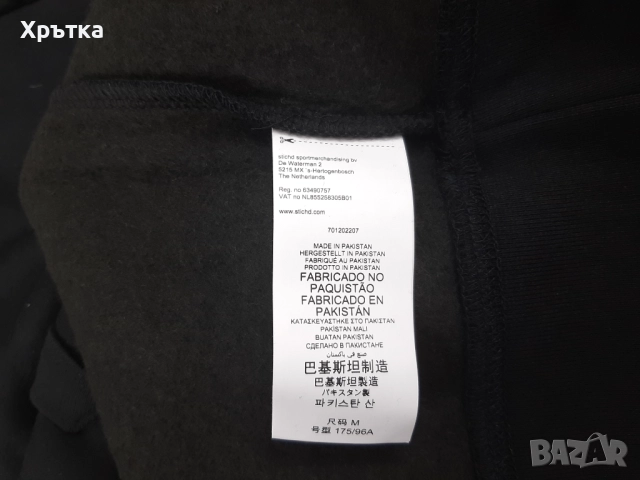 Хрътка
stichd sportmerchandising bv
De Waterman 2
5215 MX 's-Hertogenbosch
The Netherlands
Reg. no 63490757
VAT no NL855258305B01
www.stichd.com
701202207
MADE IN PAKISTAN
HERGESTELLT IN PAKISTAN
FABRIQUÉ AU PAKISTAN
PRODOTTO IN PAKISTAN
FABRICADO NO
PAQUISTÃO
FABRICADO EN
PAKISTÁN
ΚΑΤΑΣΚΕΥΑΣΤΗΚΕ ΣΤΟ ΠΑΚΙΣΤΑΝ
PAKİSTAN MALI
BUATAN PAKISTAN
СДЕЛАНО В ПАКИСТАНЕ
صنع في باكستان
巴基斯坦制造
巴基斯坦製造
パキスタン製
파키스탄 산
尺码 M
号型 175/96A
BAZAR